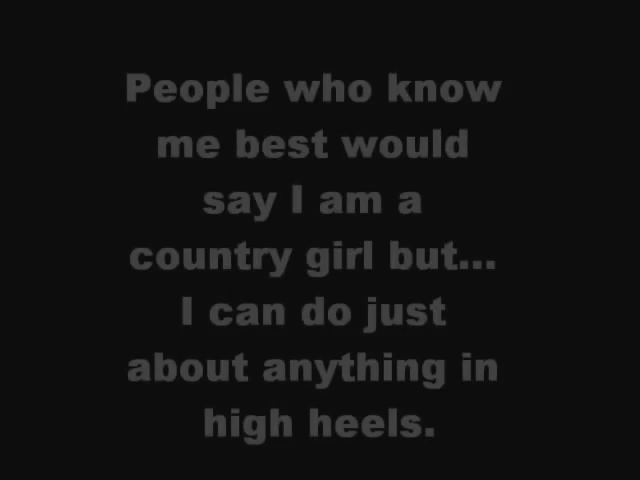 People who know
me best would
say I am a
country girl but...
I can do just
about anything in
high heels.